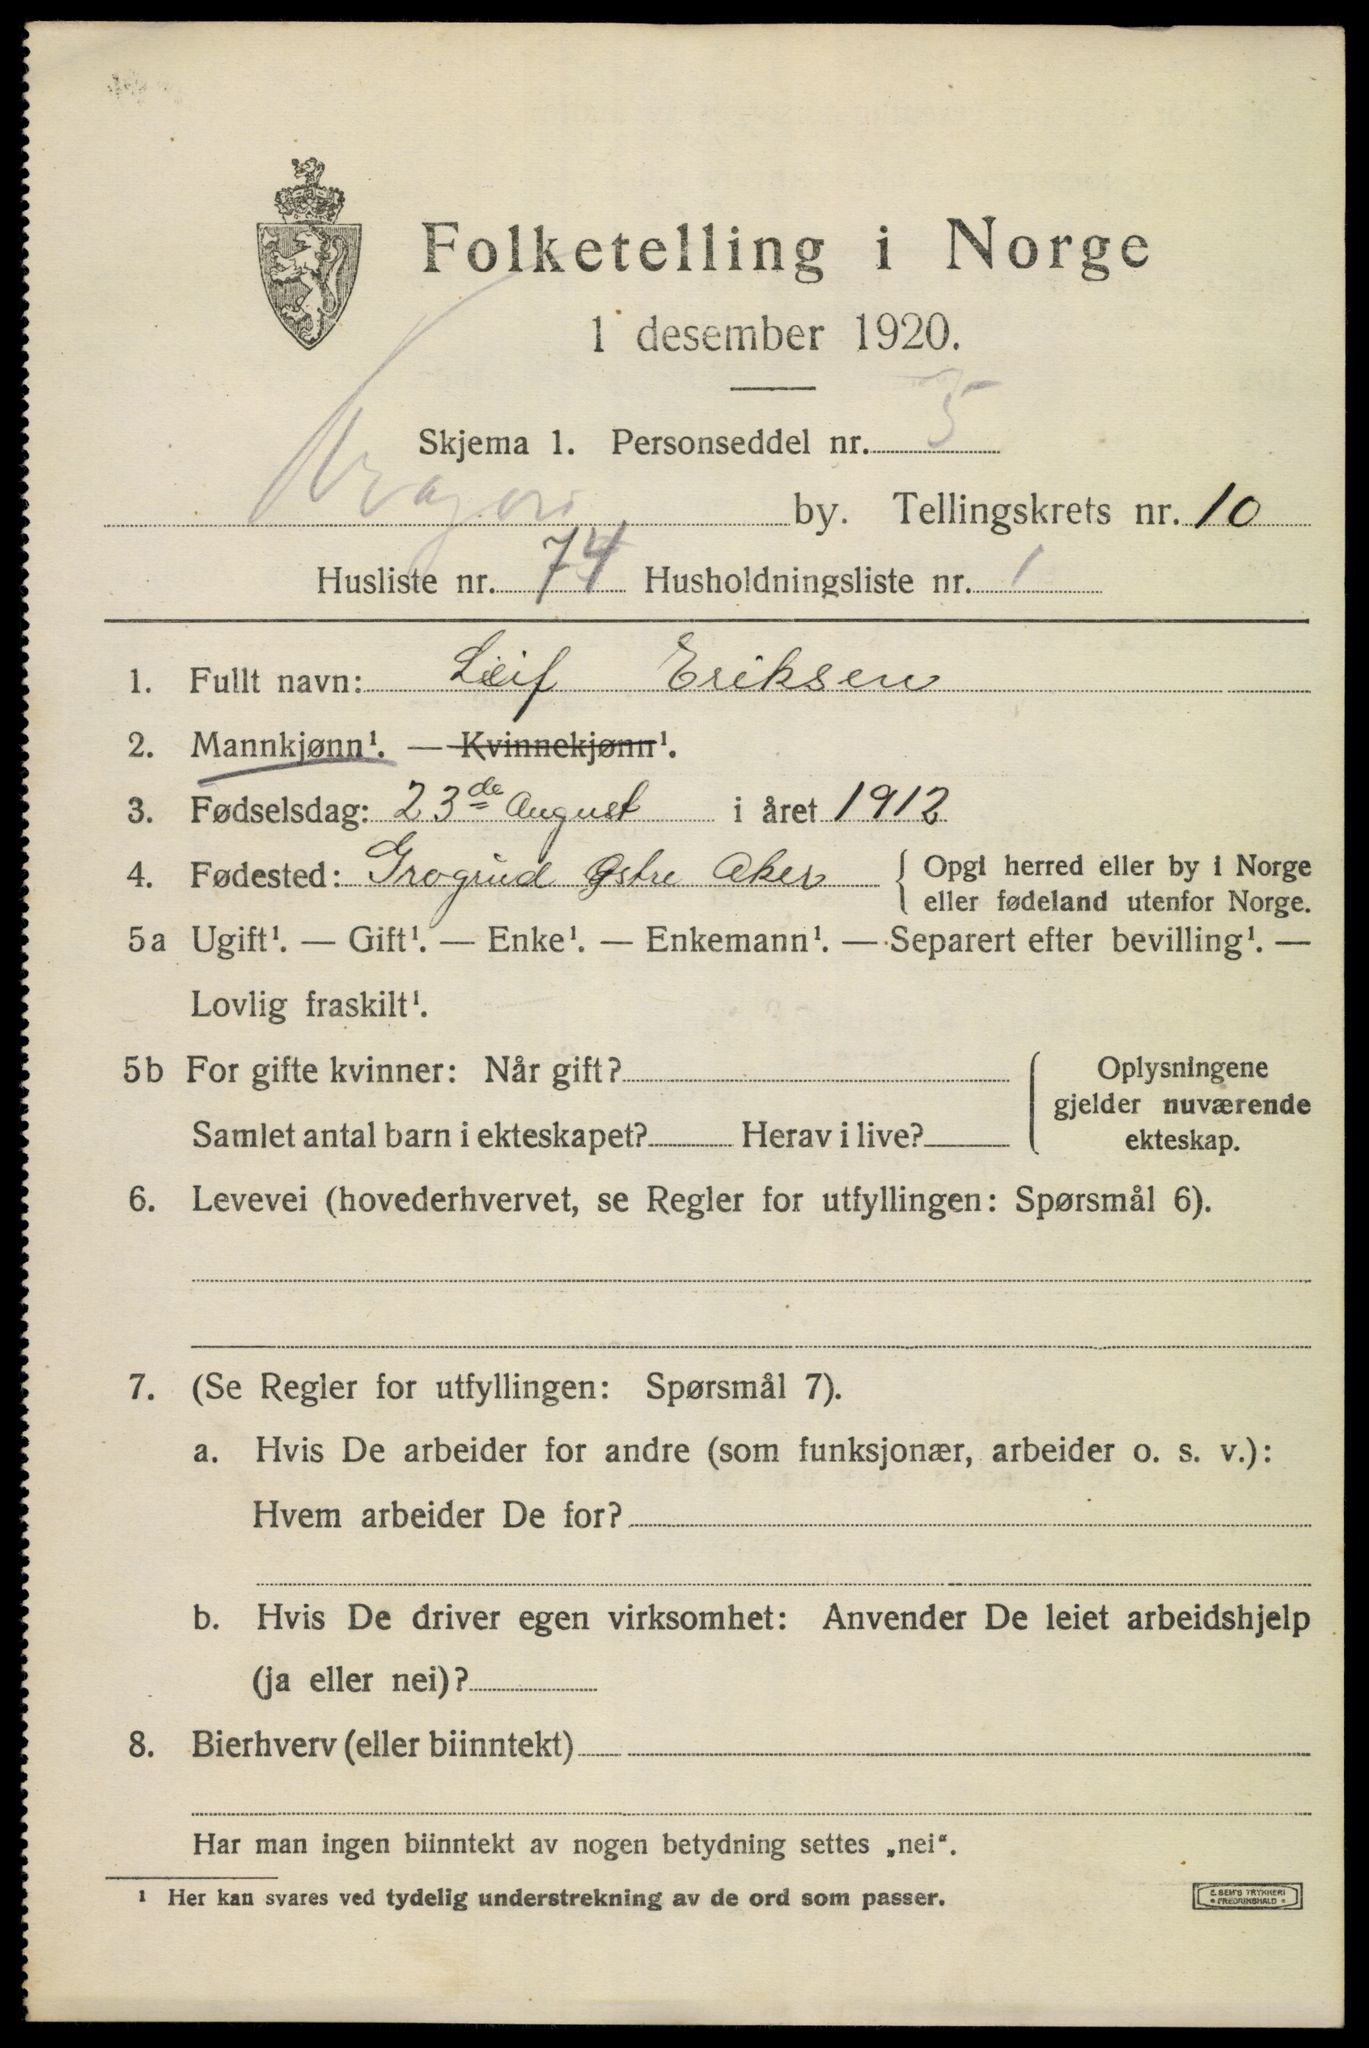 Folketelling i Norge
1 desember 1920.
Skjema 1. Personseddel nr. 5
Kragerø by. Tellingskrets nr. 10
Husliste nr. 74 Husholdningsliste nr. 1
1. Fullt navn: Leif Eriksen
2. Mannkjønn¹. — Kvinnekjønn¹.
3. Fødselsdag: 23de August i året 1912
4. Fødested: Grorud Østre Aker { Opgi herred eller by i Norge
eller fødeland utenfor Norge.
5a Ugift¹. — Gift¹. — Enke¹. — Enkemann¹. — Separert efter bevilling¹. —
Lovlig fraskilt¹.
5b For gifte kvinner: Når gift? Oplysningene
gjelder nuværende
Samlet antal barn i ekteskapet? Herav i live? ekteskap.
6. Levevei (hovederhvervet, se Regler for utfyllingen: Spørsmål 6).
7. (Se Regler for utfyllingen: Spørsmål 7).
a. Hvis De arbeider for andre (som funksjonær, arbeider o. s. v.):
Hvem arbeider De for?
b. Hvis De driver egen virksomhet: Anvender De leiet arbeidshjelp
(ja eller nei)?
8. Bierhverv (eller biinntekt)
Har man ingen biinntekt av nogen betydning settes „nei“.
¹ Her kan svares ved tydelig understrekning av de ord som passer.
E. SEM'S TRYKKERI
* FREDRIKSHALD *